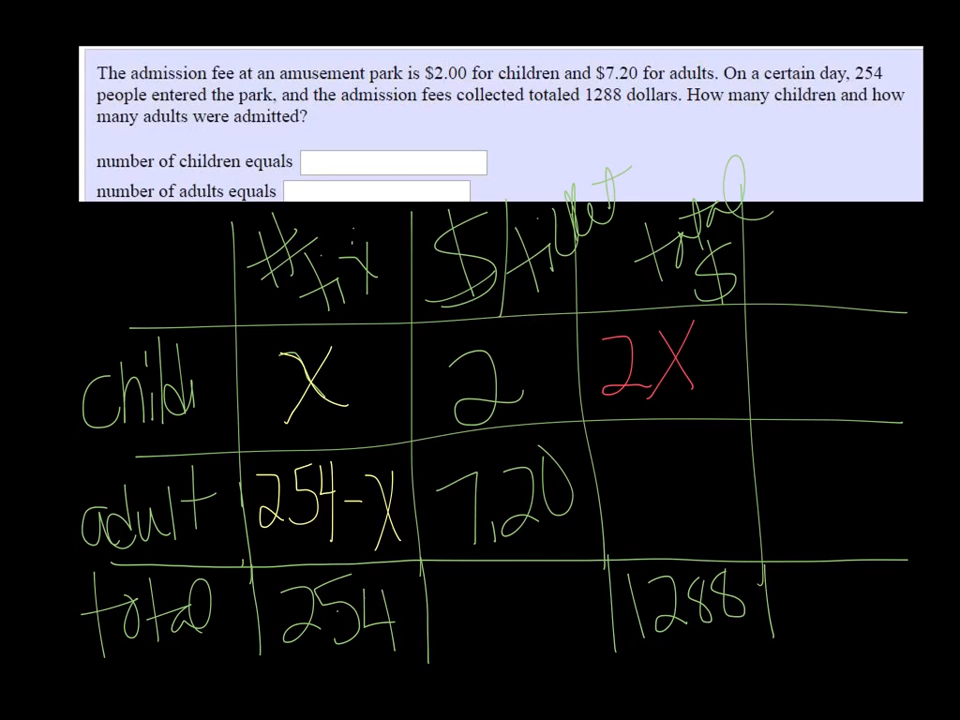 The admission fee at an amusement park is $2.00 for children and $7.20 for adults. On a certain day, 254
people entered the park, and the admission fees collected totaled 1288 dollars. How many children and how
many adults were admitted?
number of children equals
number of adults equals
# tix $/ticket total $
child X 2 2X
adult 254-X 7.20
total 254 1288